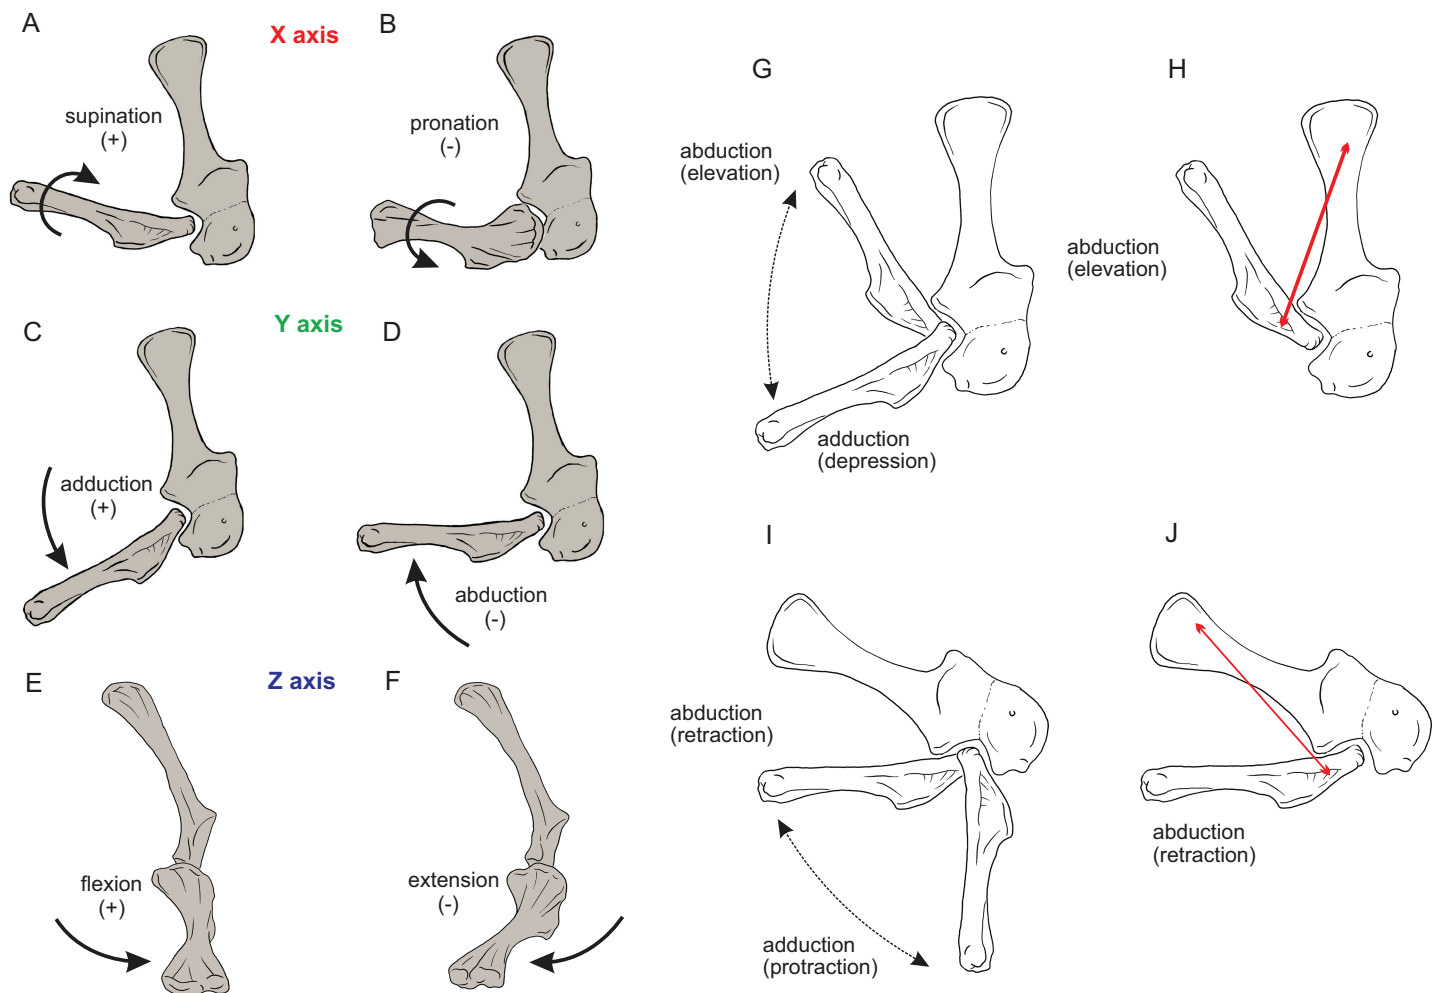 A
X axis
B
supination
(+)
pronation
(-)
C
Y axis
D
adduction
(+)
abduction
(-)
E
Z axis
F
flexion
(+)
extension
(-)
G
abduction
(elevation)
adduction
(depression)
H
abduction
(elevation)
I
abduction
(retraction)
adduction
(protraction)
J
abduction
(retraction)